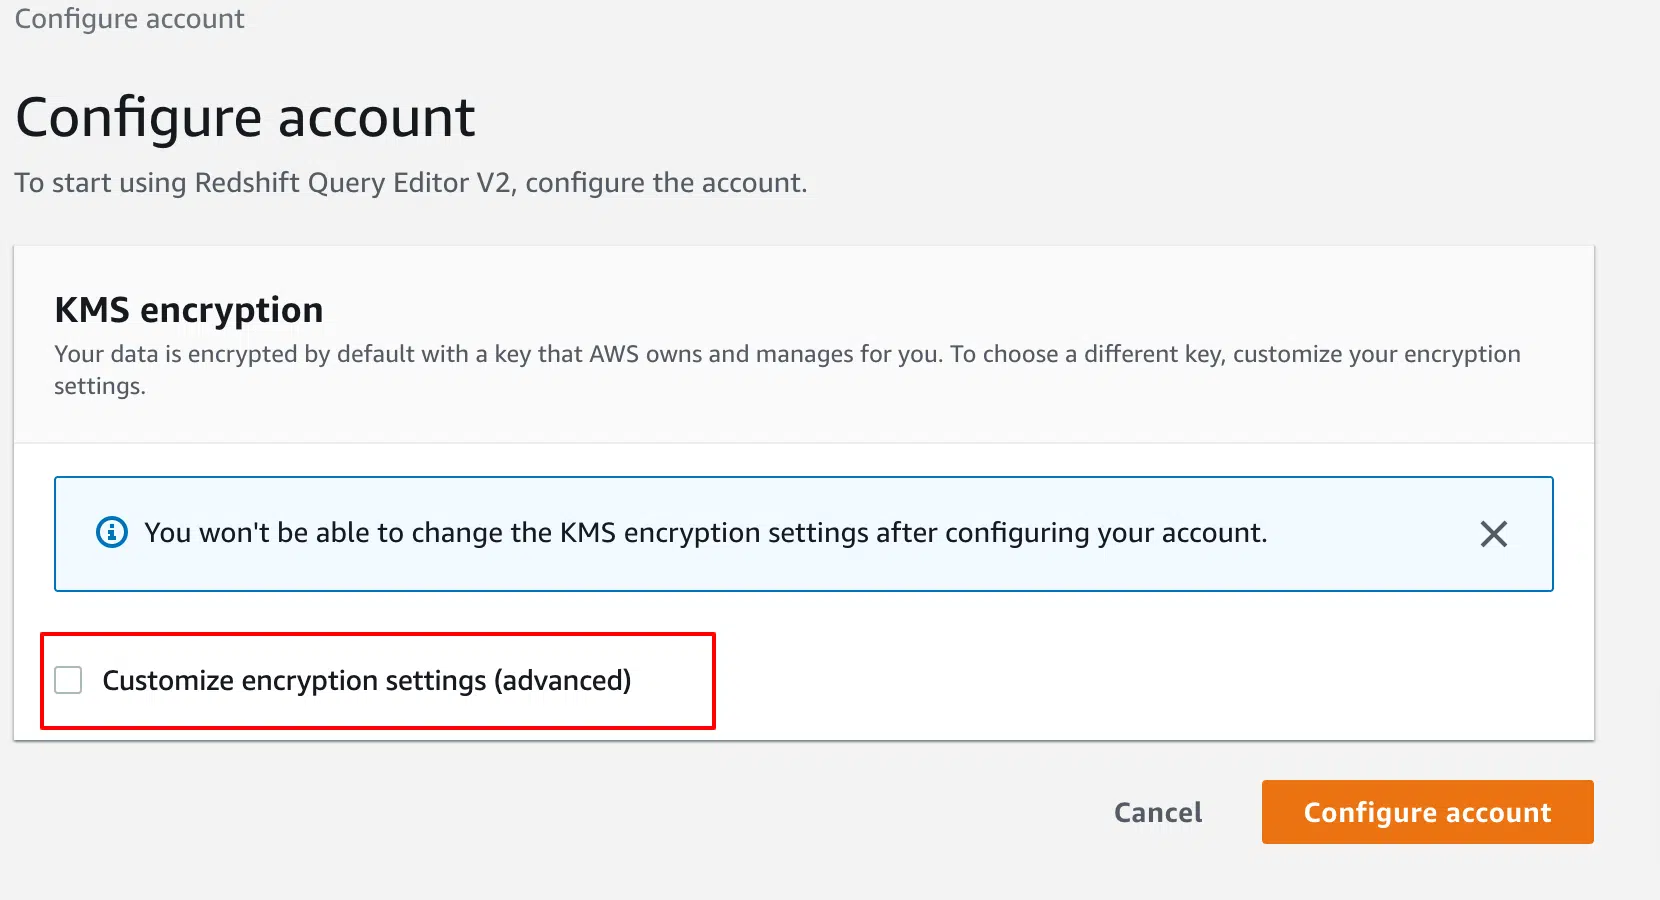 Configure account
Configure account
To start using Redshift Query Editor V2, configure the account.
KMS encryption
Your data is encrypted by default with a key that AWS owns and manages for you. To choose a different key, customize your encryption
settings.
You won't be able to change the KMS encryption settings after configuring your account.
Customize encryption settings (advanced)
Cancel
Configure account